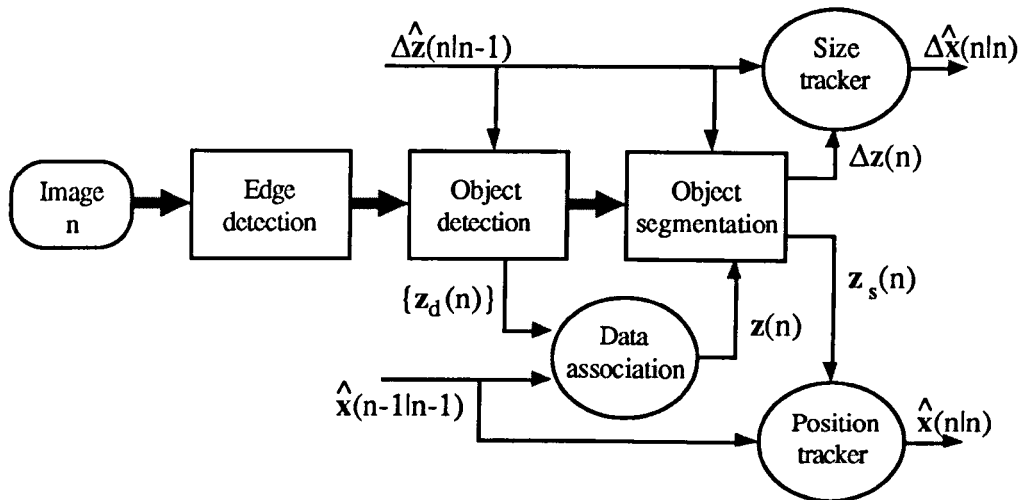 Δẑ(n|n-1)
Size
tracker
Δx̂(n|n)
Δz(n)
Image
n
Edge
detection
Object
detection
Object
segmentation
{z_d(n)}
Data
association
z(n)
z_s(n)
x̂(n-1|n-1)
Position
tracker
x̂(n|n)